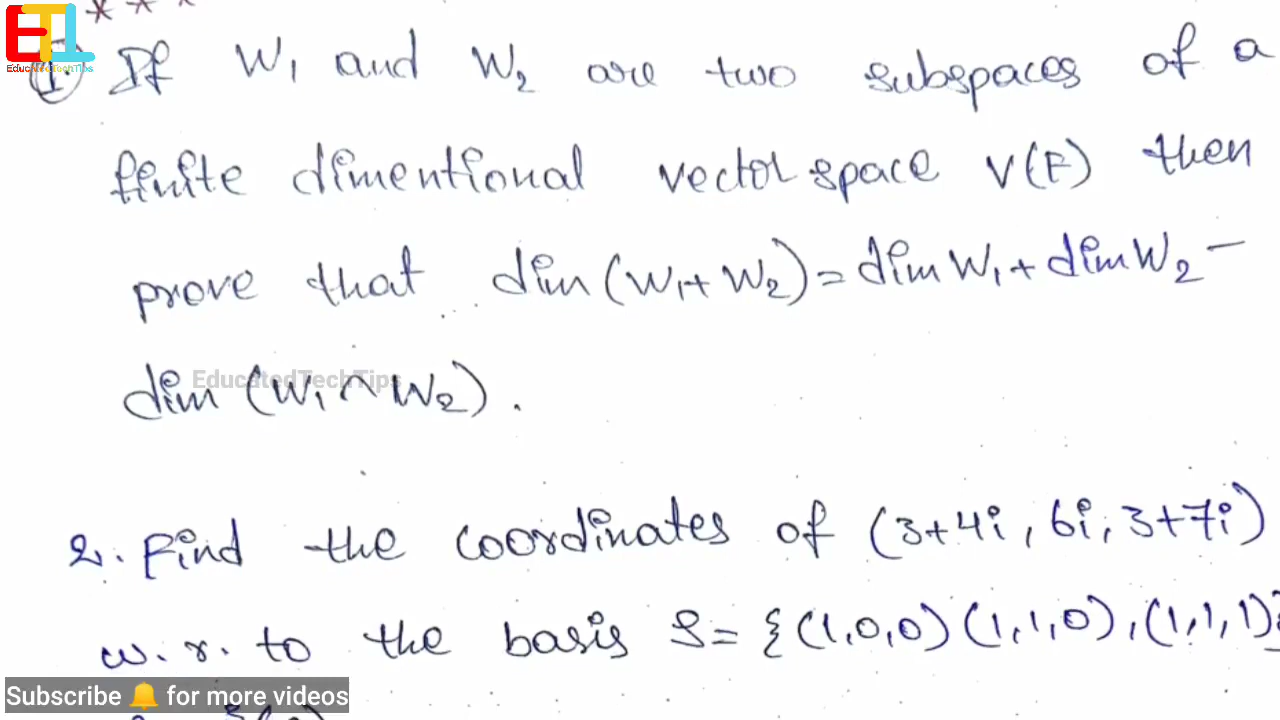 * * *
ETL
EducatedTechTips
1. If W1 and W2 are two subspaces of a
finite dimentional vector space V(F) then
prove that dim (W1+ W2) = dim W1 + dim W2 -
dim (W1 ∩ W2).
EducatedTechTips
2. Find the coordinates of (3+4i, 6i, 3+7i)
w.r. to the basis S= {(1,0,0) (1,1,0), (1,1,1)}
Subscribe 🔔 for more videos